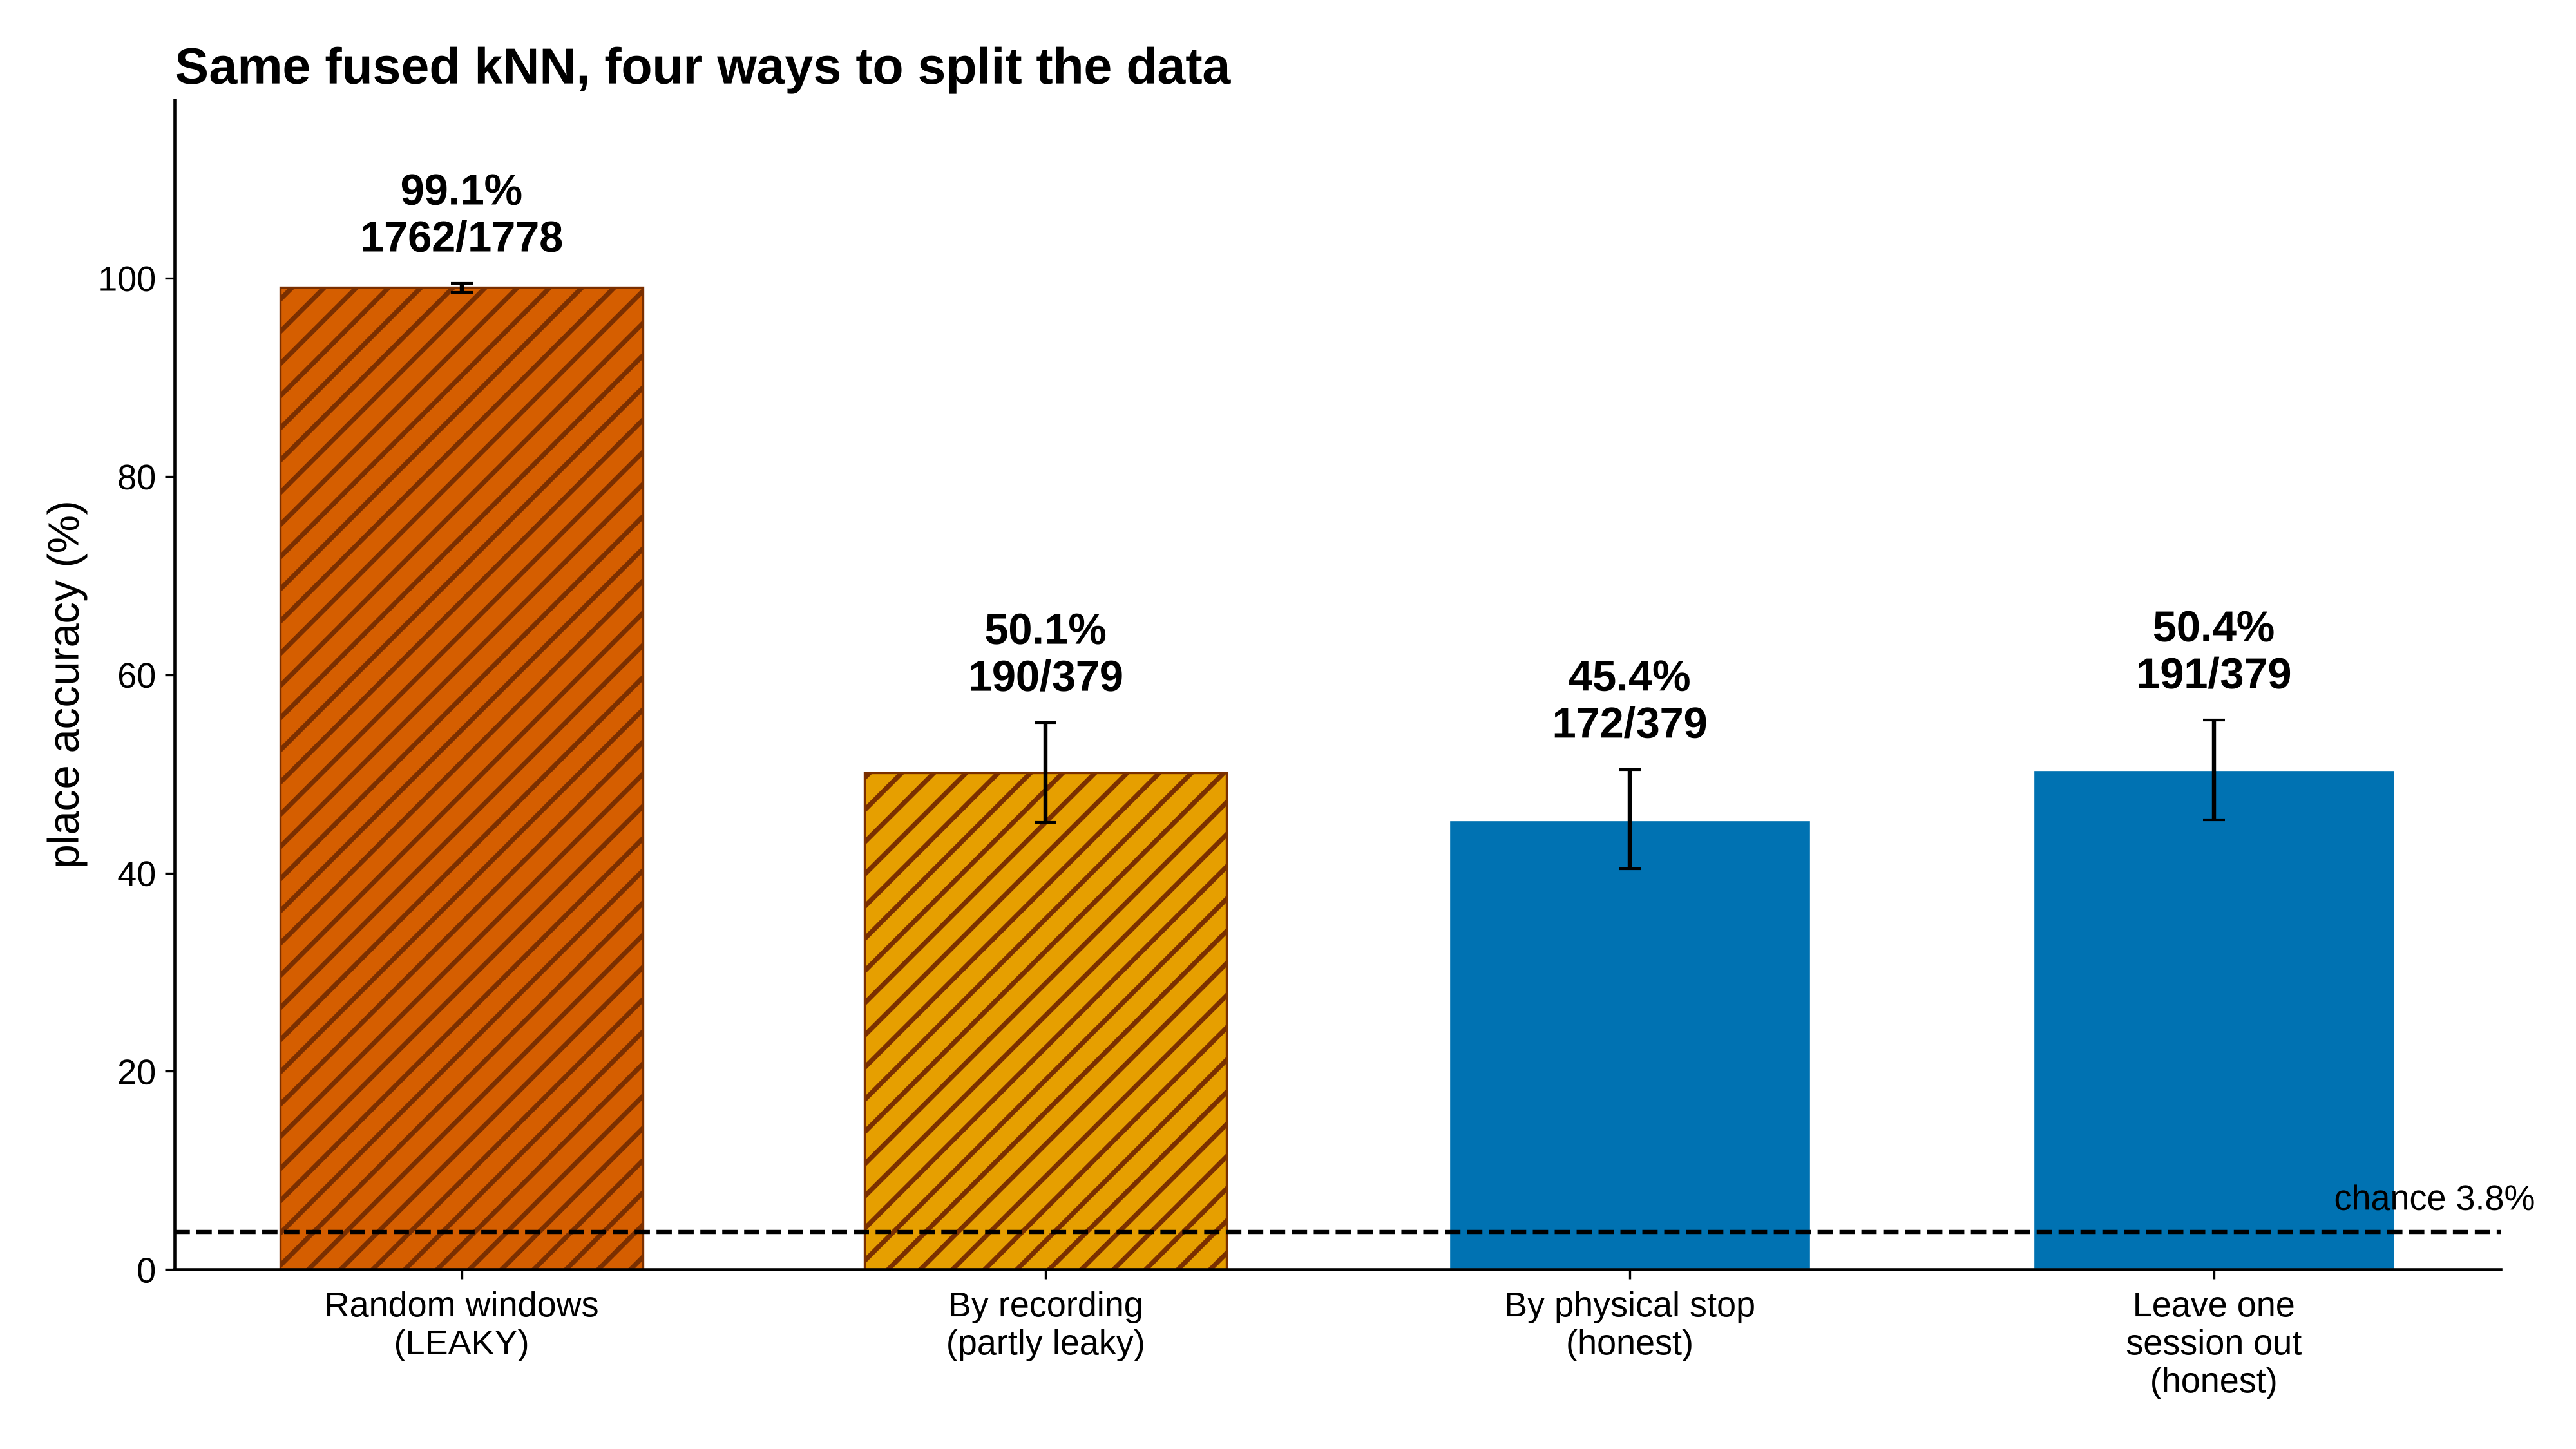 Same fused kNN, four ways to split the data
place accuracy (%)
100
80
60
40
20
0
99.1%
1762/1778
50.1%
190/379
45.4%
172/379
50.4%
191/379
chance 3.8%
Random windows
(LEAKY)
By recording
(partly leaky)
By physical stop
(honest)
Leave one
session out
(honest)